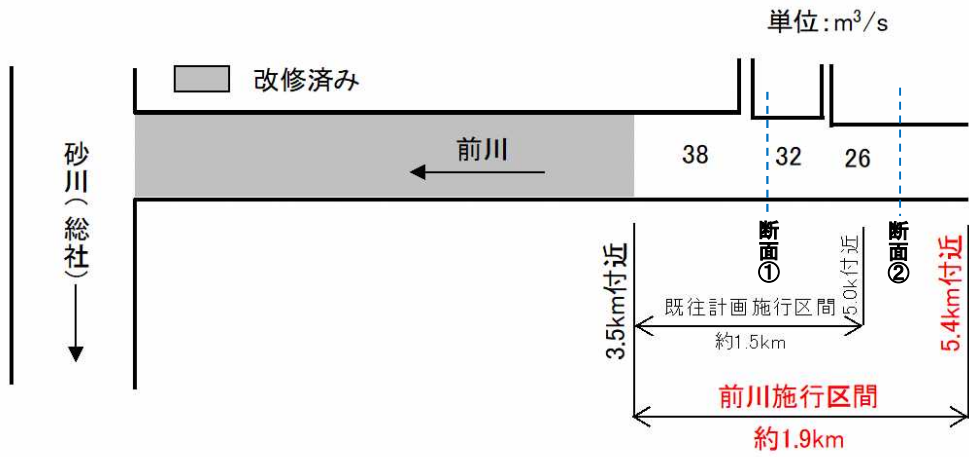 単位:m³/s
改修済み
前川
38
32
26
砂川(総社)
断面①
断面②
3.5km付近
5.0k付近
5.4km付近
既往計画施行区間
約1.5km
前川施行区間
約1.9km